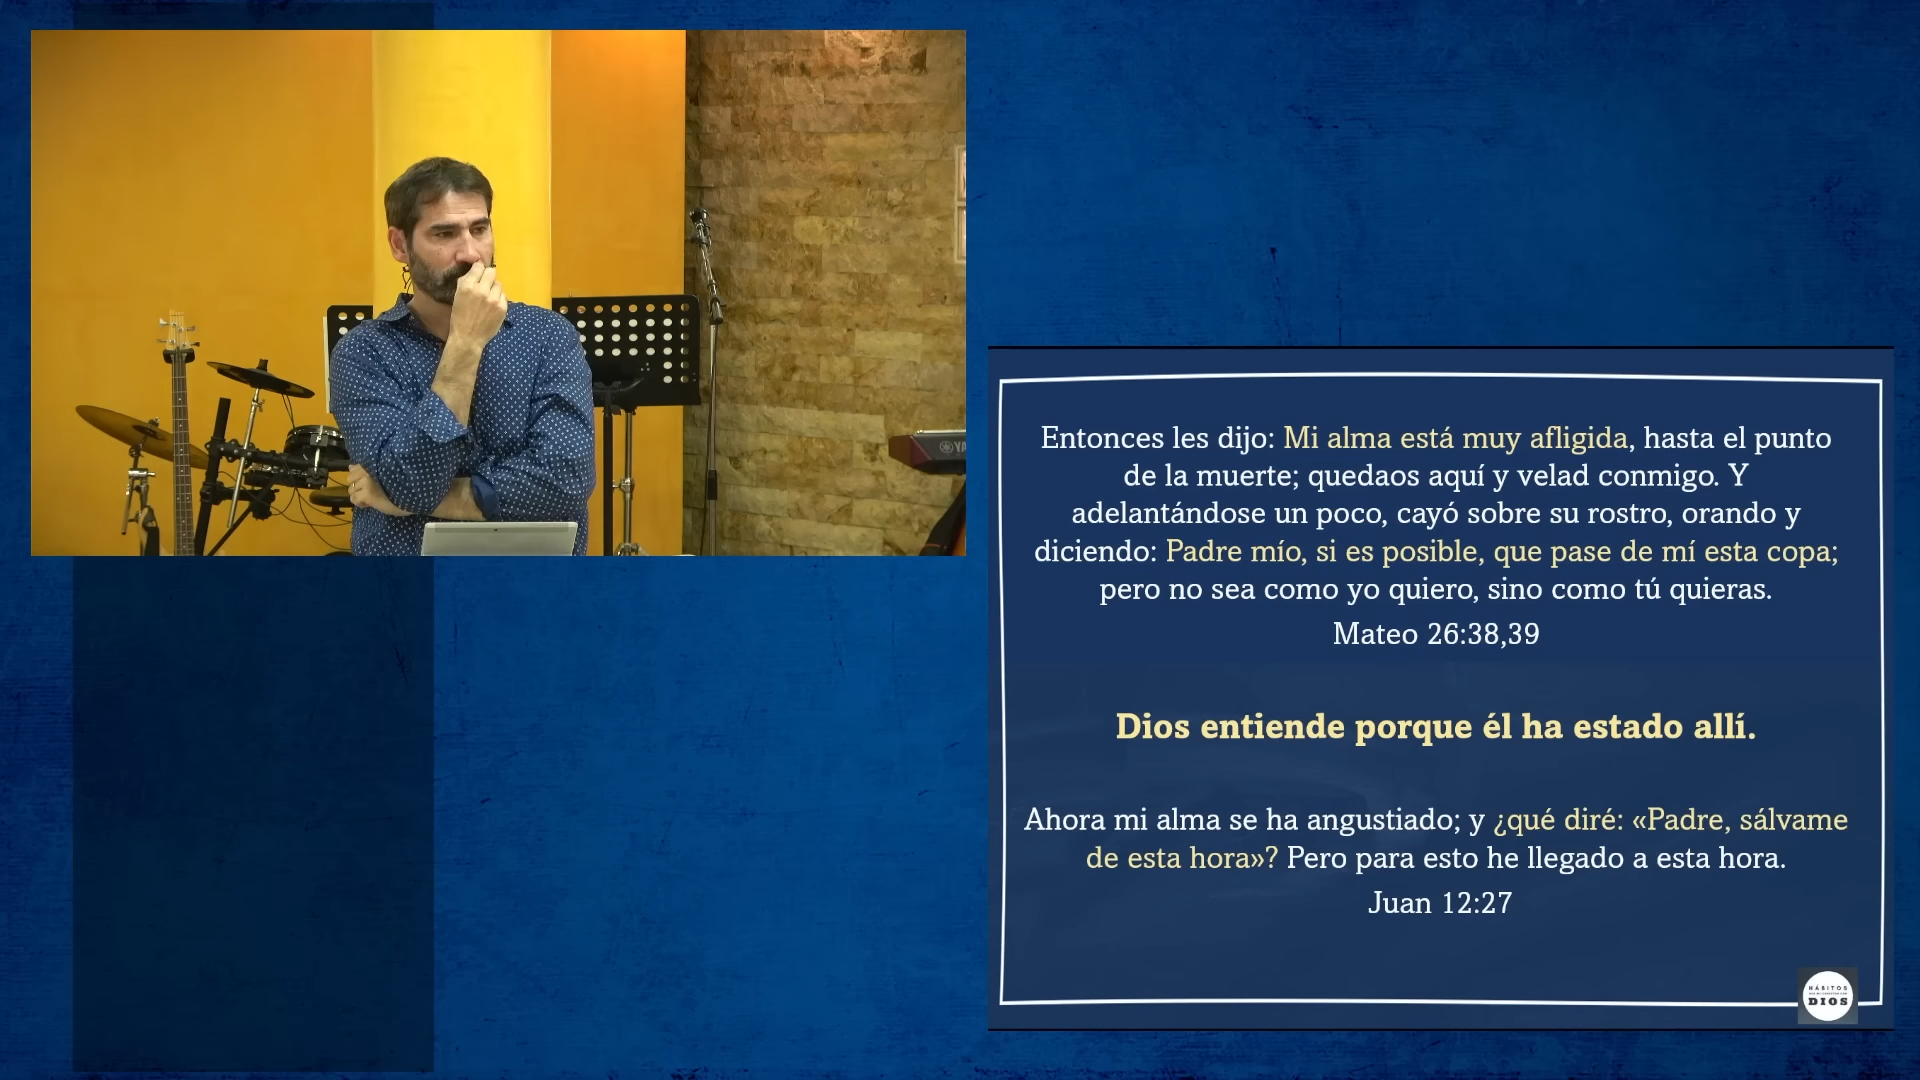 Entonces les dijo: Mi alma está muy afligida, hasta el punto
de la muerte; quedaos aquí y velad conmigo. Y
adelantándose un poco, cayó sobre su rostro, orando y
diciendo: Padre mío, si es posible, que pase de mí esta copa;
pero no sea como yo quiero, sino como tú quieras.
Mateo 26:38,39
Dios entiende porque él ha estado allí.
Ahora mi alma se ha angustiado; y ¿qué diré: «Padre, sálvame
de esta hora»? Pero para esto he llegado a esta hora.
Juan 12:27
HÁBITOS
DIOS